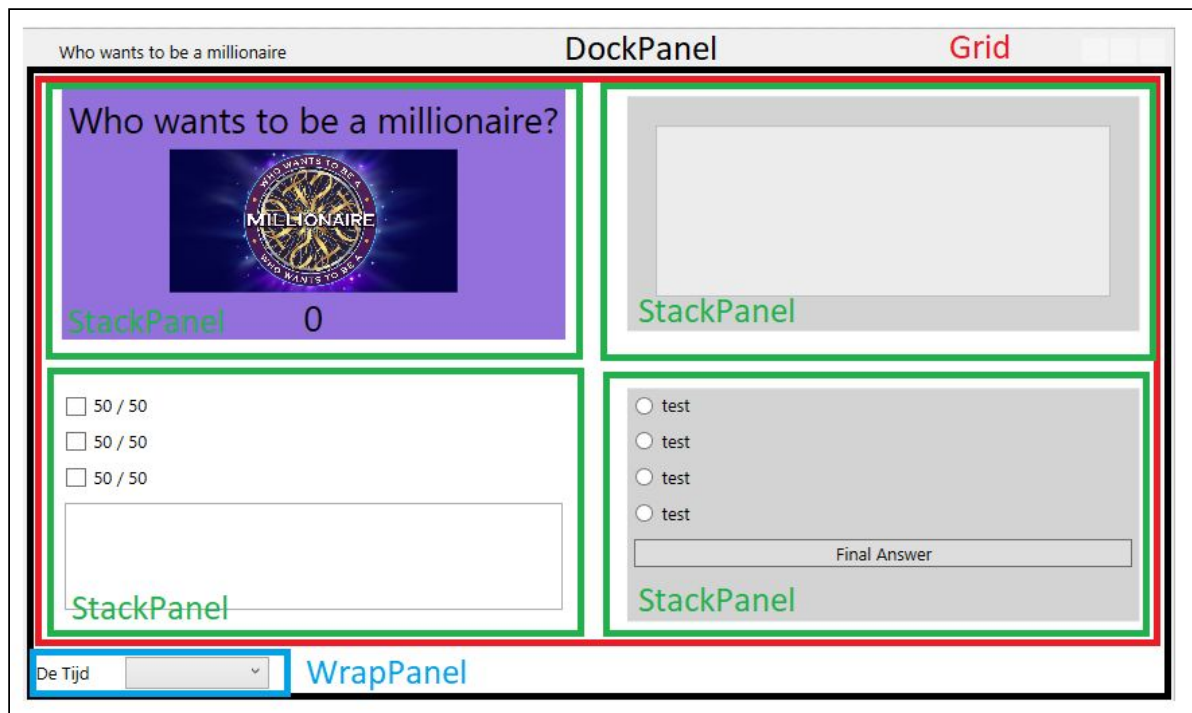 Who wants to be a millionaire
DockPanel
Grid
Who wants to be a millionaire?
WHO WANTS TO BE A
MILLIONAIRE
WHO WANTS TO BE A
StackPanel
0
StackPanel
50 / 50
50 / 50
50 / 50
StackPanel
test
test
test
test
Final Answer
StackPanel
De Tijd
WrapPanel